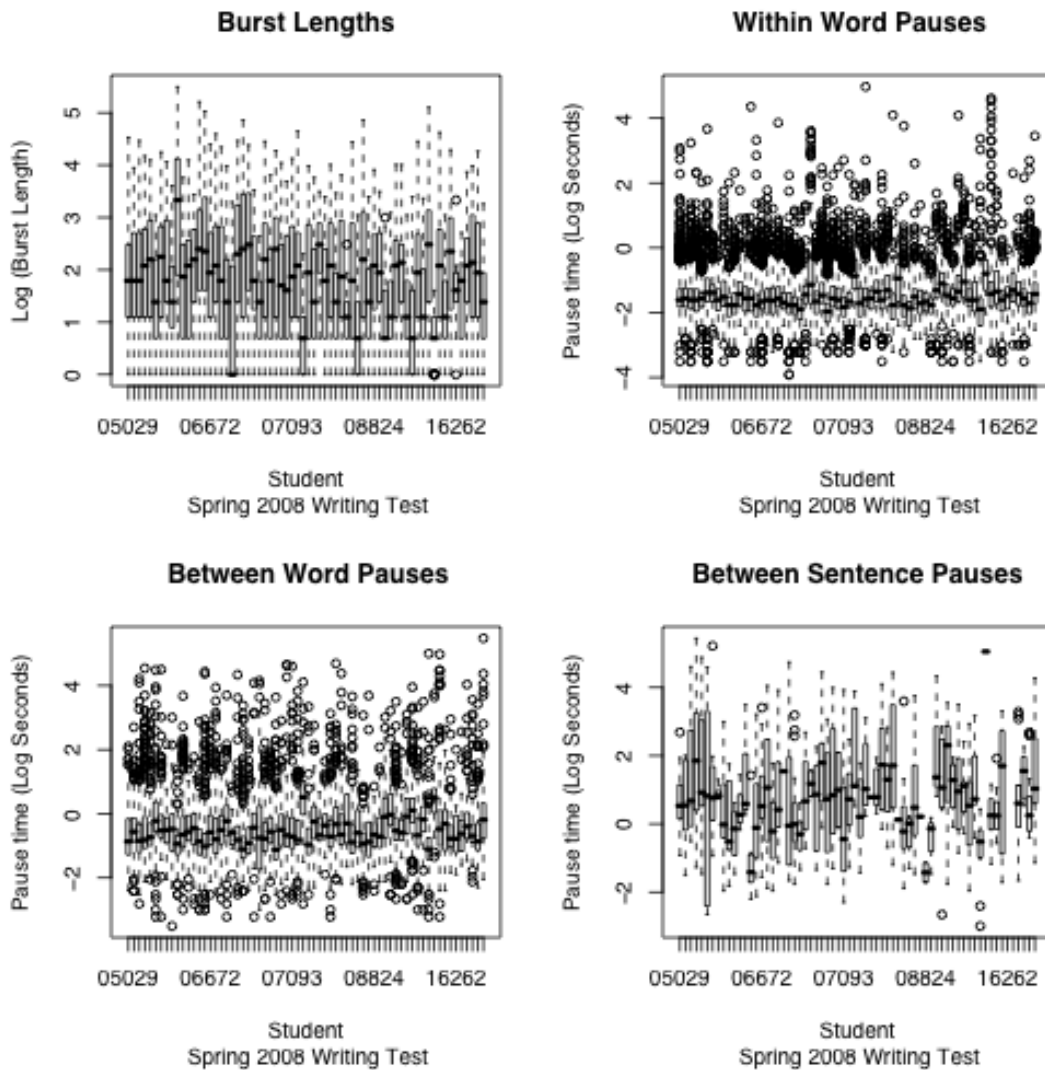 Burst Lengths
Log (Burst Length)
5
4
3
2
1
0
05029 06672 07093 08824 16262
Student
Spring 2008 Writing Test
Within Word Pauses
Pause time (Log Seconds)
4
2
0
−2
−4
05029 06672 07093 08824 16262
Student
Spring 2008 Writing Test
Between Word Pauses
Pause time (Log Seconds)
4
2
0
−2
05029 06672 07093 08824 16262
Student
Spring 2008 Writing Test
Between Sentence Pauses
Pause time (Log Seconds)
4
2
0
−2
05029 06672 07093 08824 16262
Student
Spring 2008 Writing Test